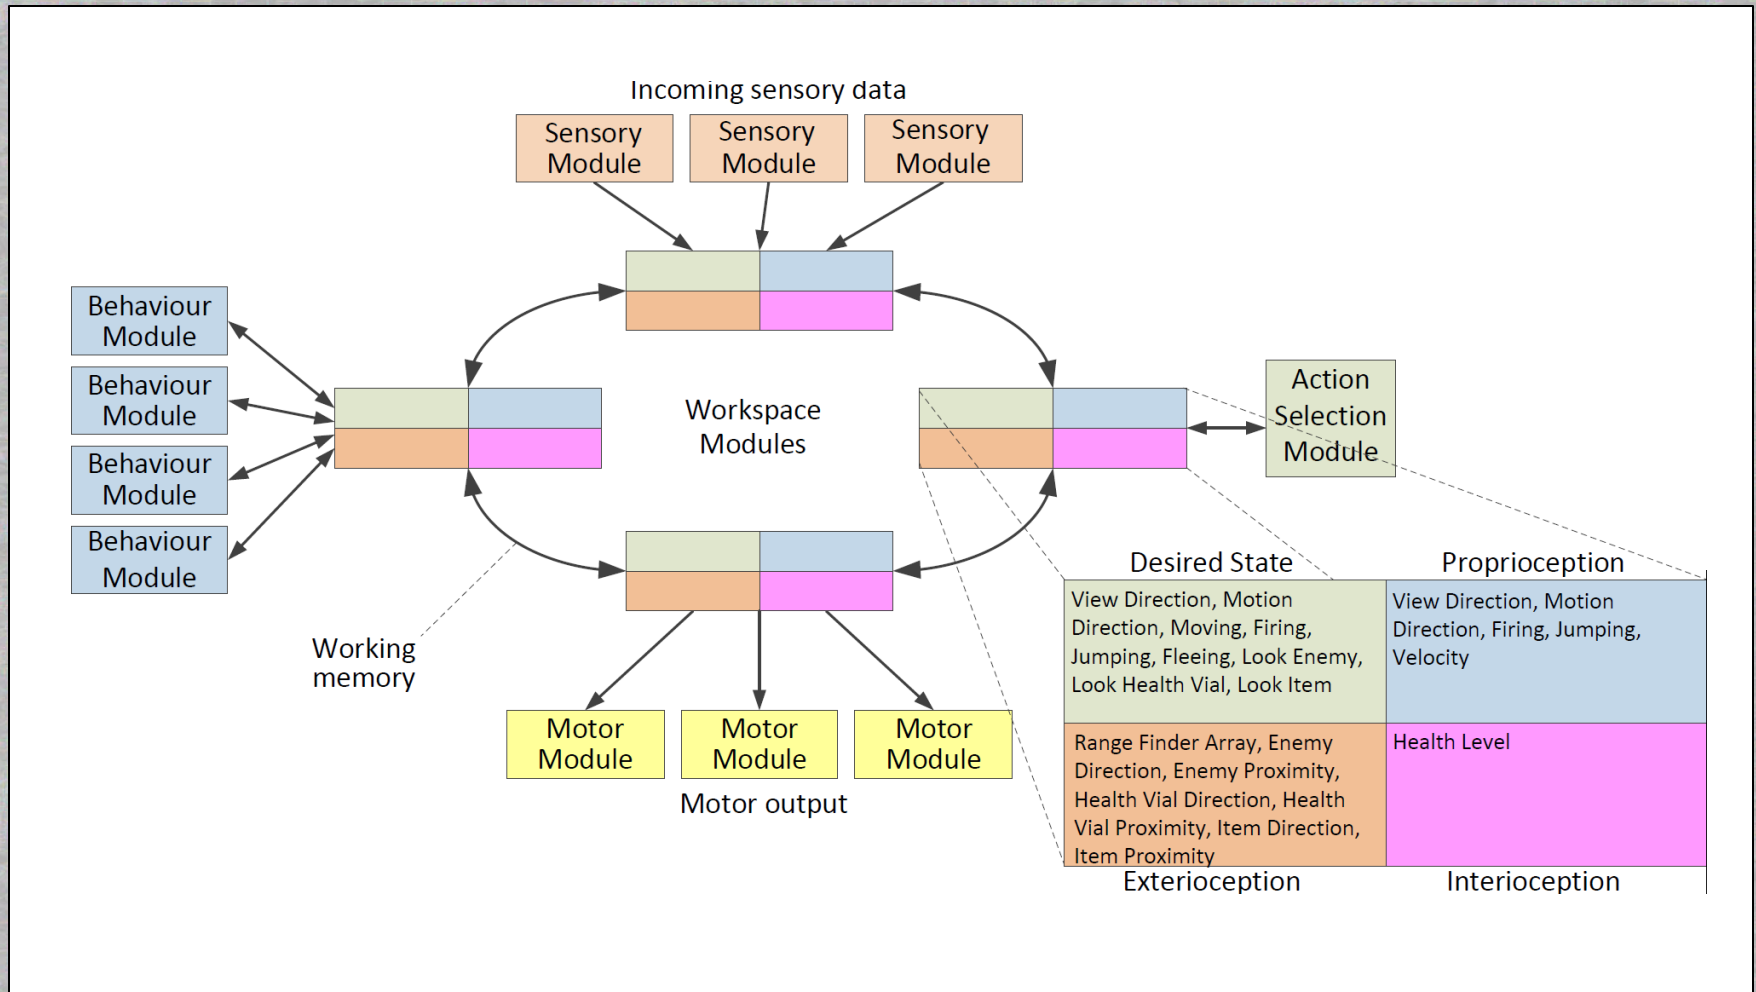 Incoming sensory data
Sensory
Module
Sensory
Module
Sensory
Module
Behaviour
Module
Behaviour
Module
Behaviour
Module
Behaviour
Module
Workspace
Modules
Action
Selection
Module
Working
memory
Motor
Module
Motor
Module
Motor
Module
Motor output
Desired State
View Direction, Motion
Direction, Moving, Firing,
Jumping, Fleeing, Look Enemy,
Look Health Vial, Look Item
Proprioception
View Direction, Motion
Direction, Firing, Jumping,
Velocity
Range Finder Array, Enemy
Direction, Enemy Proximity,
Health Vial Direction, Health
Vial Proximity, Item Direction,
Item Proximity
Exterioception
Health Level
Interioception